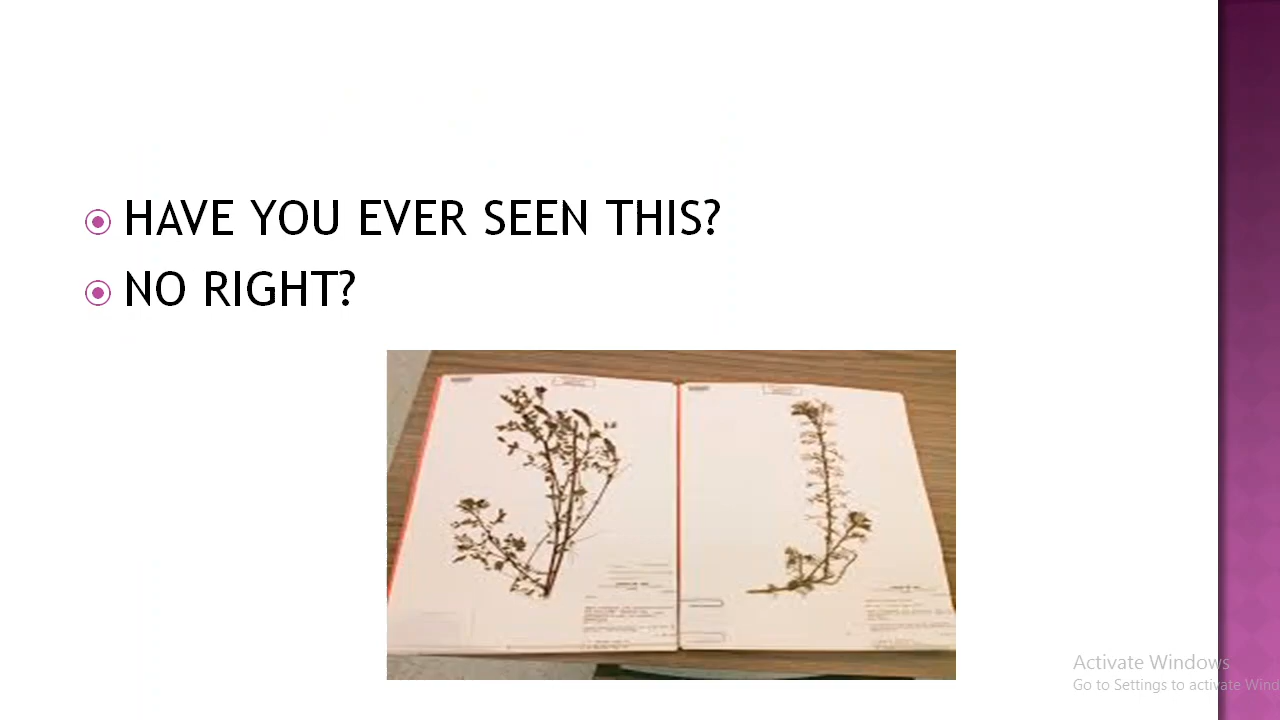 HAVE YOU EVER SEEN THIS?
NO RIGHT?
Activate Windows
Go to Settings to activate Wind